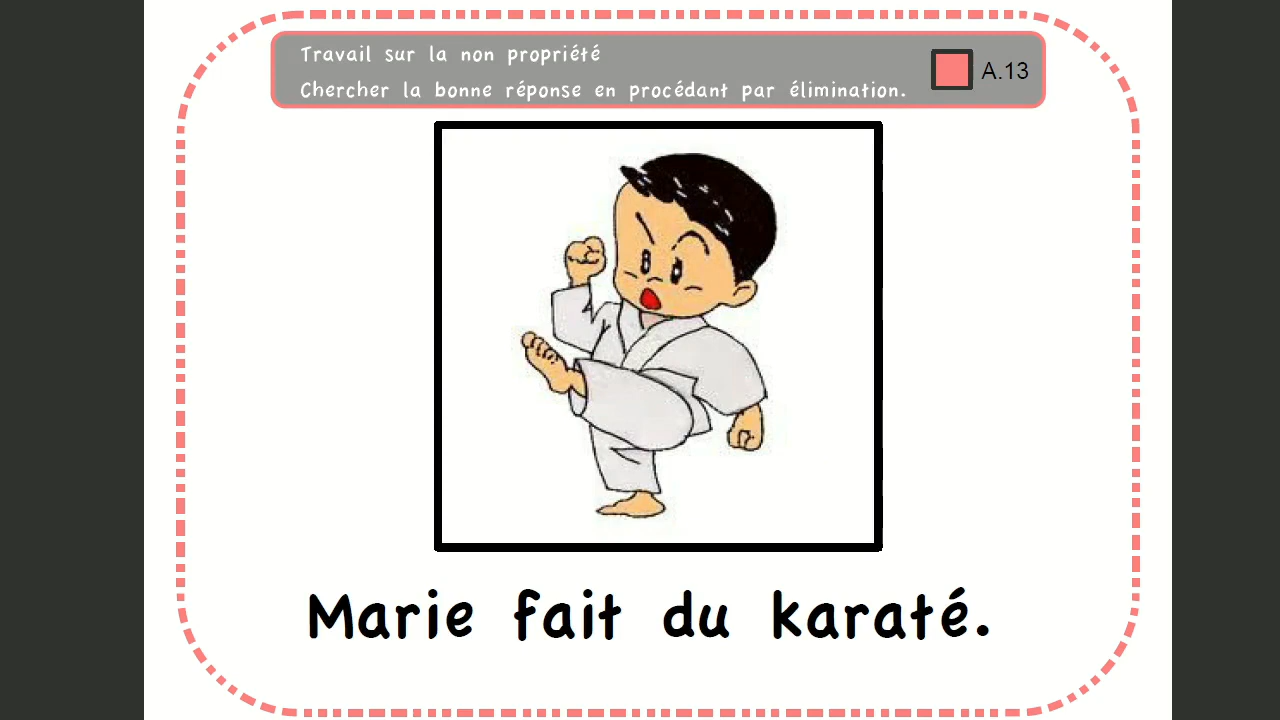 Travail sur la non propriété
Chercher la bonne réponse en procédant par élimination.
A.13
Marie fait du karaté.